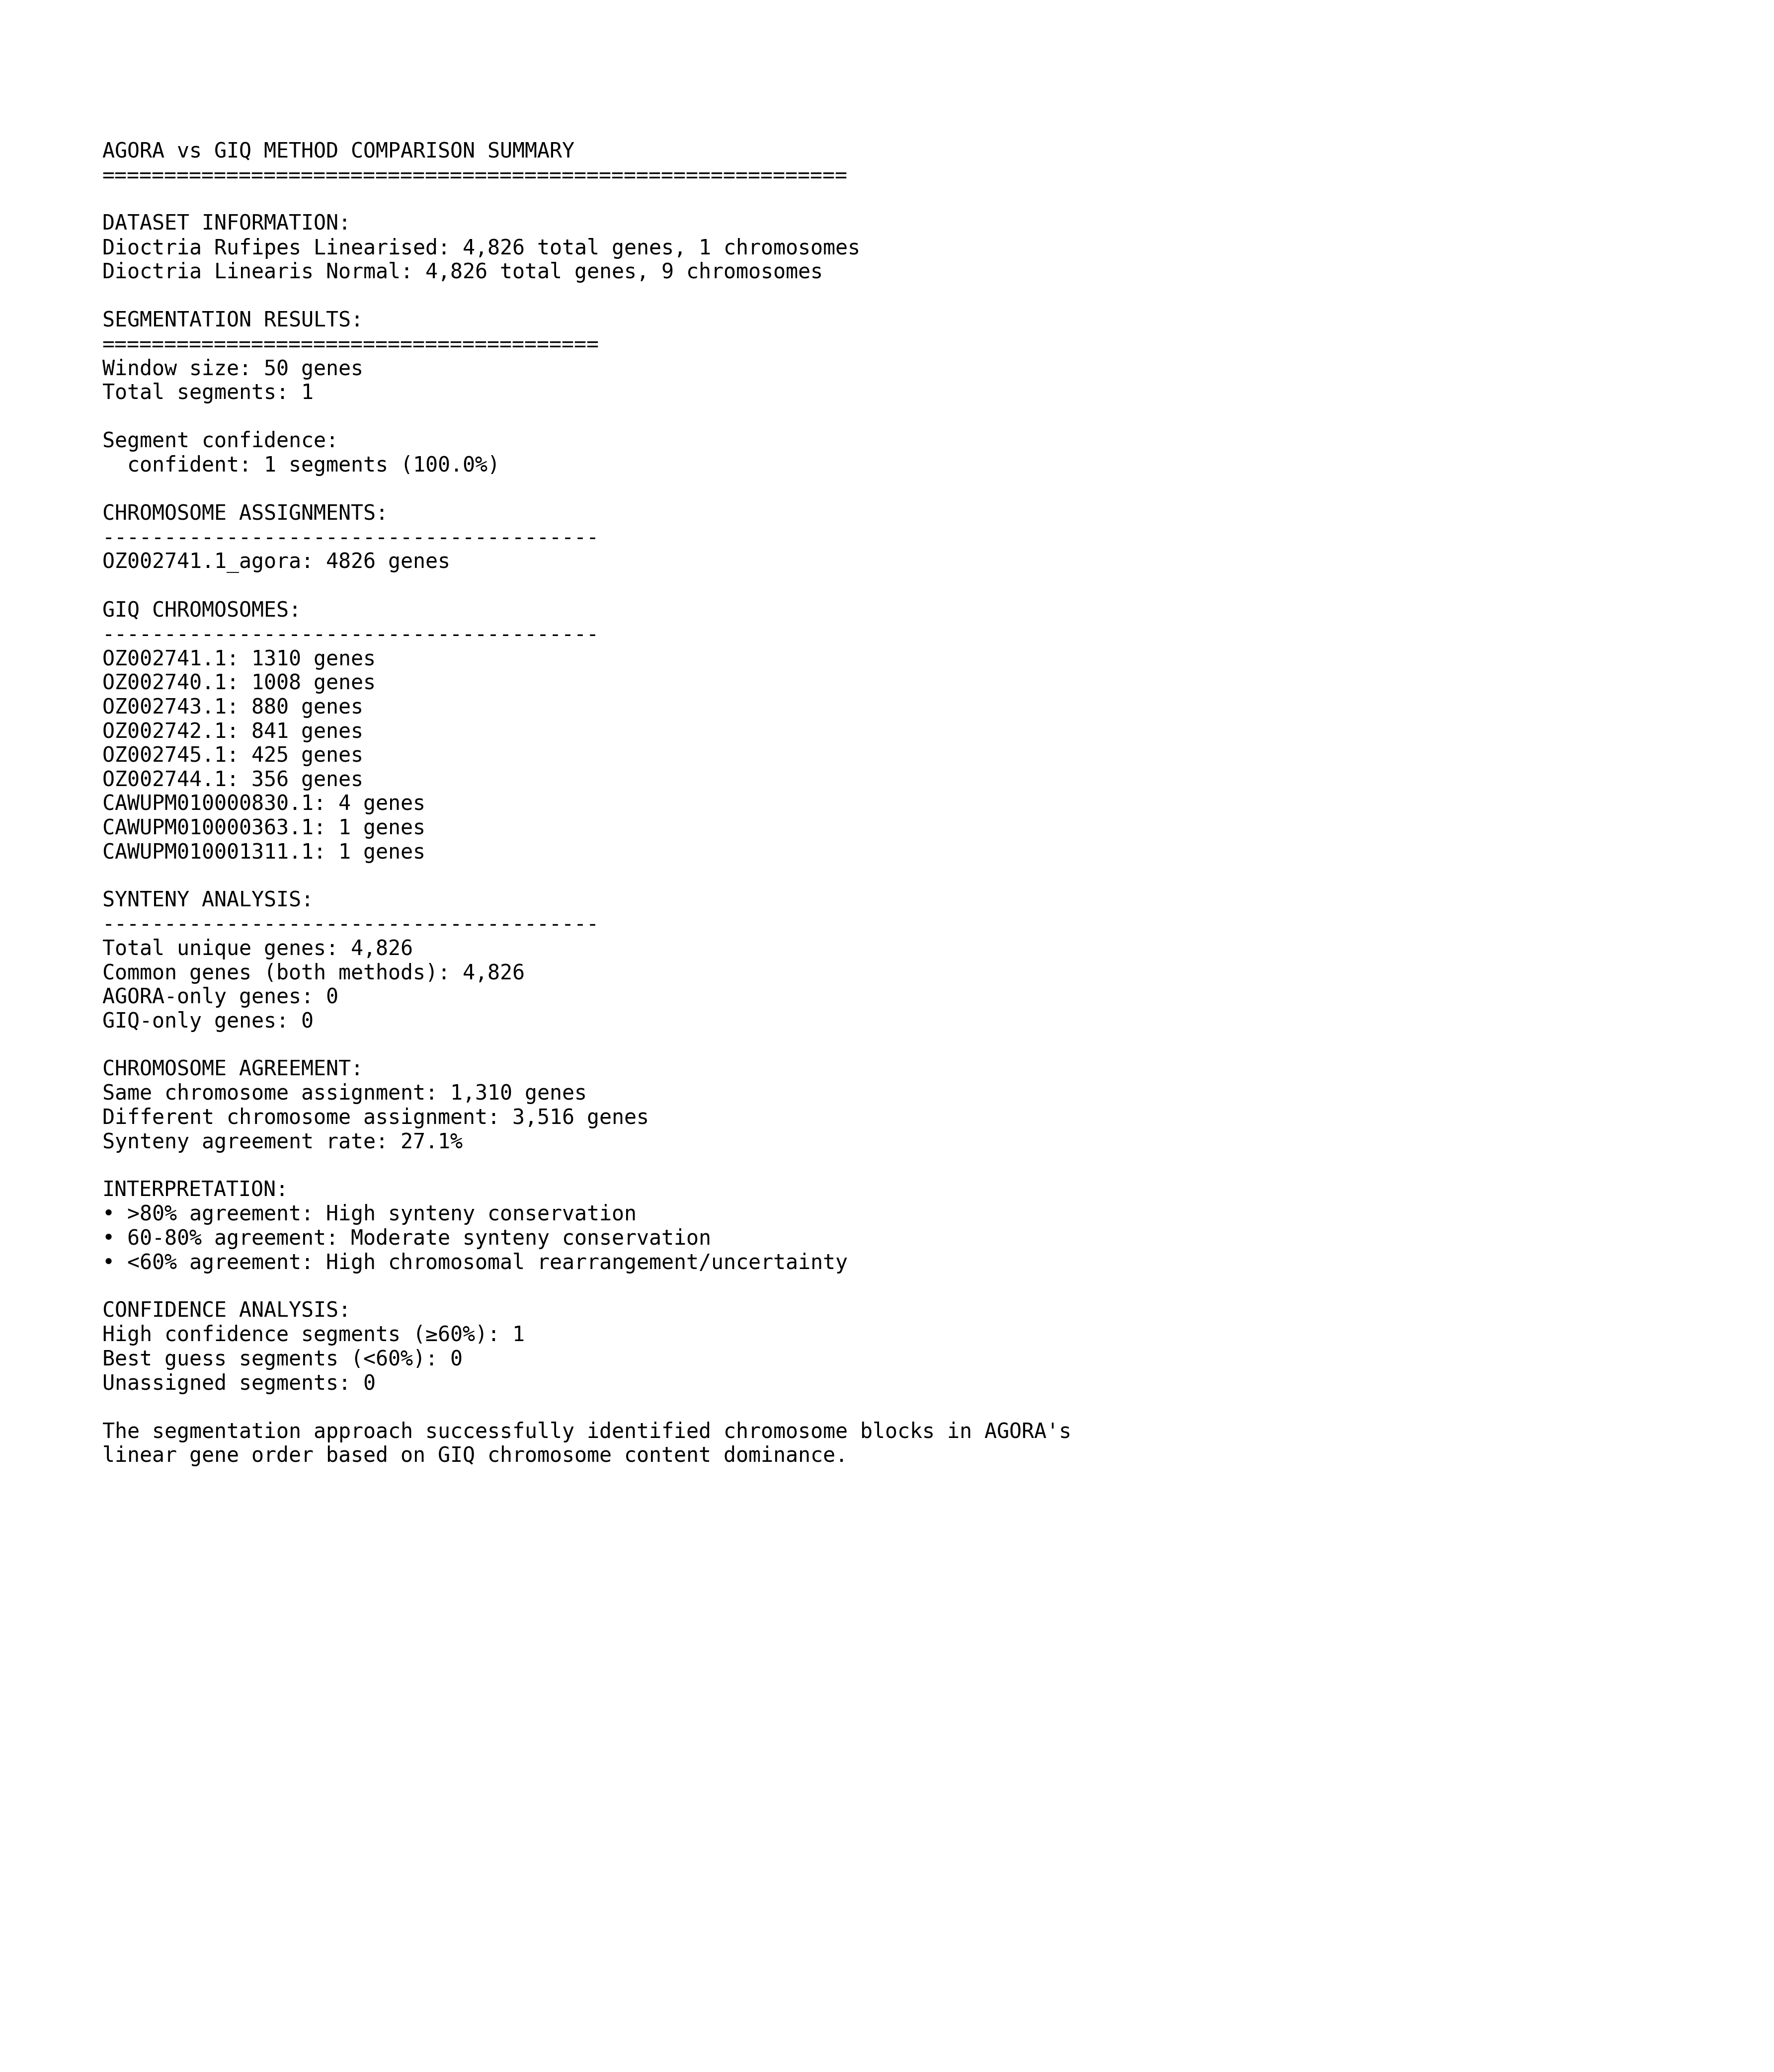 AGORA vs GIQ METHOD COMPARISON SUMMARY
============================================================
DATASET INFORMATION:
Dioctria Rufipes Linearised: 4,826 total genes, 1 chromosomes
Dioctria Linearis Normal: 4,826 total genes, 9 chromosomes
SEGMENTATION RESULTS:
========================================
Window size: 50 genes
Total segments: 1
Segment confidence:
  confident: 1 segments (100.0%)
CHROMOSOME ASSIGNMENTS:
----------------------------------------
OZ002741.1_agora: 4826 genes
GIQ CHROMOSOMES:
----------------------------------------
OZ002741.1: 1310 genes
OZ002740.1: 1008 genes
OZ002743.1: 880 genes
OZ002742.1: 841 genes
OZ002745.1: 425 genes
OZ002744.1: 356 genes
CAWUPM010000830.1: 4 genes
CAWUPM010000363.1: 1 genes
CAWUPM010001311.1: 1 genes
SYNTENY ANALYSIS:
----------------------------------------
Total unique genes: 4,826
Common genes (both methods): 4,826
AGORA-only genes: 0
GIQ-only genes: 0
CHROMOSOME AGREEMENT:
Same chromosome assignment: 1,310 genes
Different chromosome assignment: 3,516 genes
Synteny agreement rate: 27.1%
INTERPRETATION:
• >80% agreement: High synteny conservation
• 60-80% agreement: Moderate synteny conservation
• <60% agreement: High chromosomal rearrangement/uncertainty
CONFIDENCE ANALYSIS:
High confidence segments (≥60%): 1
Best guess segments (<60%): 0
Unassigned segments: 0
The segmentation approach successfully identified chromosome blocks in AGORA's
linear gene order based on GIQ chromosome content dominance.